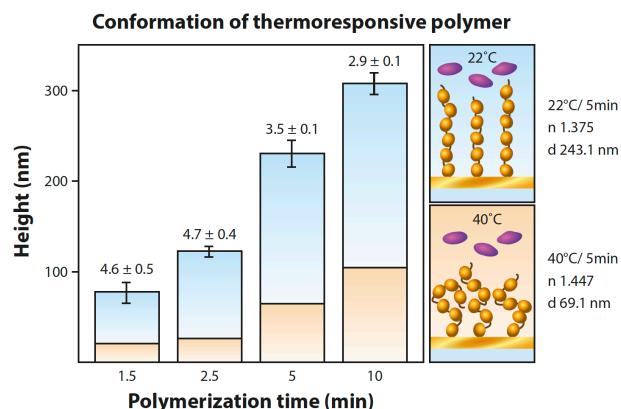 Conformation of thermoresponsive polymer
Height (nm)
300
200
100
4.6 ± 0.5
4.7 ± 0.4
3.5 ± 0.1
2.9 ± 0.1
1.5
2.5
5
10
Polymerization time (min)
22˚C
22°C/ 5min
n 1.375
d 243.1 nm
40˚C
40°C/ 5min
n 1.447
d 69.1 nm